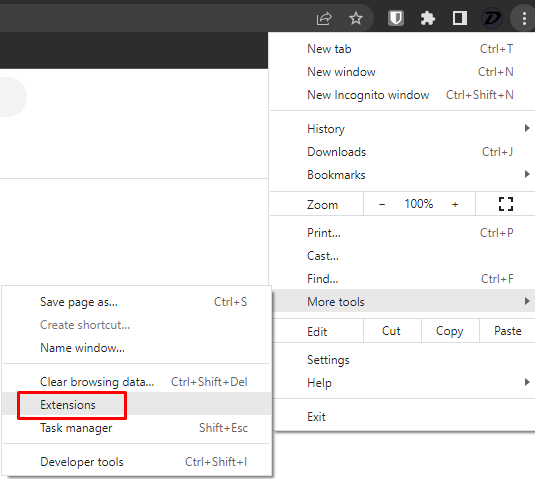 New tab Ctrl+T
New window Ctrl+N
New Incognito window Ctrl+Shift+N
History
Downloads Ctrl+J
Bookmarks
Zoom − 100% +
Print... Ctrl+P
Cast...
Find... Ctrl+F
More tools
Edit Cut Copy Paste
Settings
Help
Exit
Save page as... Ctrl+S
Create shortcut...
Name window...
Clear browsing data... Ctrl+Shift+Del
Extensions
Task manager Shift+Esc
Developer tools Ctrl+Shift+I